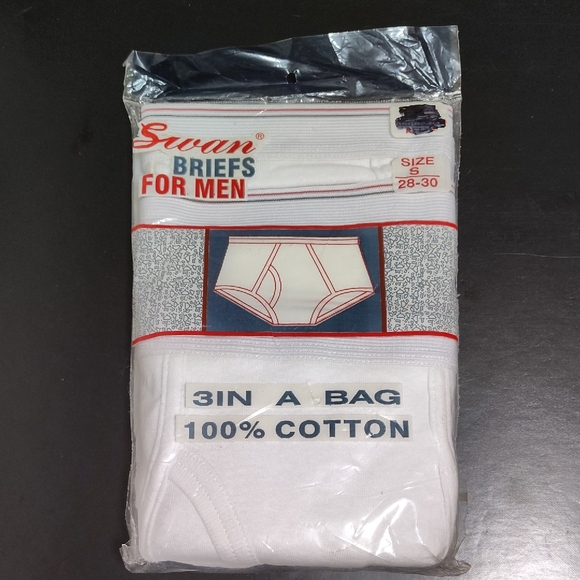 Swan®
BRIEFS
FOR MEN
SIZE
S
28-30
3IN A BAG
100% COTTON